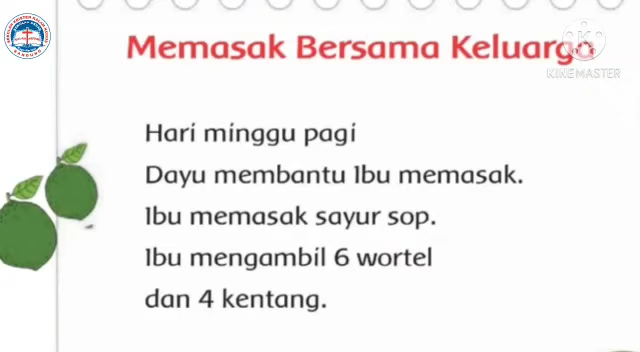 Memasak Bersama Keluarga
KINEMASTER
Hari minggu pagi
Dayu membantu Ibu memasak.
Ibu memasak sayur sop.
Ibu mengambil 6 wortel
dan 4 kentang.